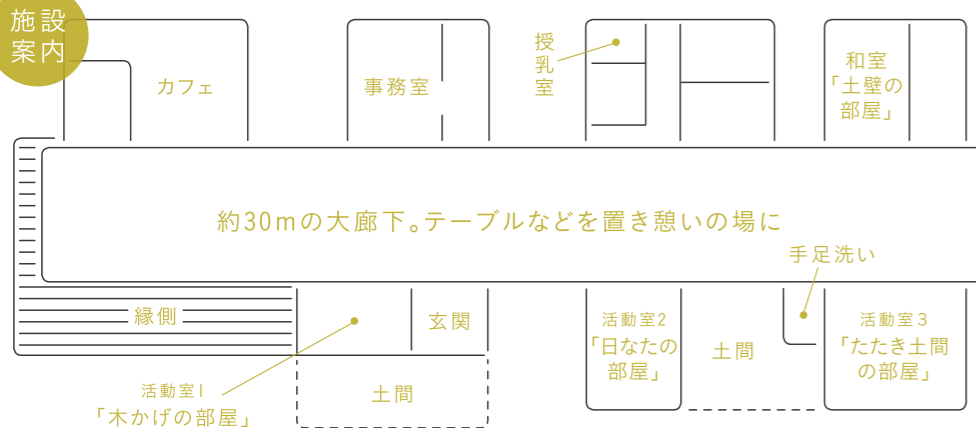 施設
案内
カフェ
事務室
授乳室
和室
「土壁の
部屋」
約30mの大廊下。テーブルなどを置き憩いの場に
手足洗い
縁側
玄関
活動室2
「日なたの
部屋」
土間
活動室3
「たたき土間
の部屋」
活動室1
「木かげの部屋」
土間